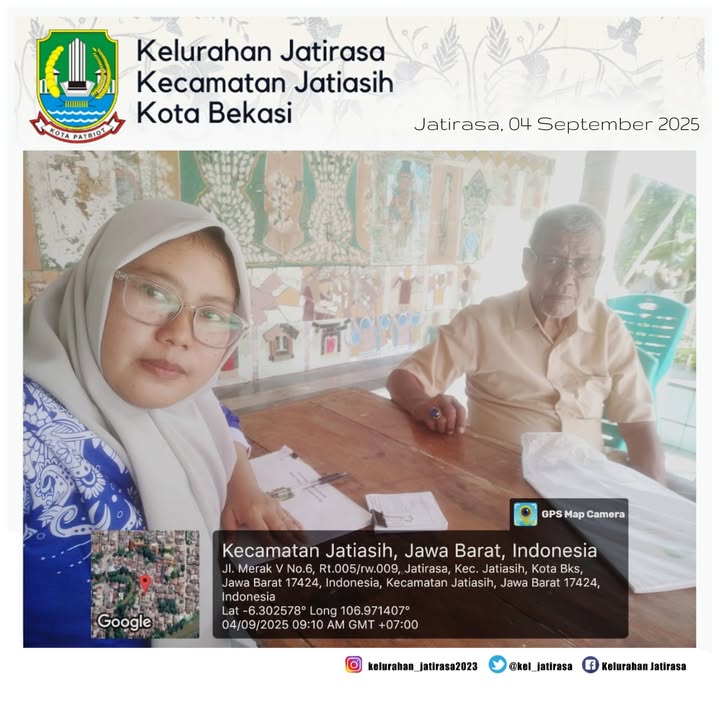 Kelurahan Jatirasa
Kecamatan Jatiasih
Kota Bekasi
KOTA PATRIOT
Jatirasa, 04 September 2025
GPS Map Camera
Kecamatan Jatiasih, Jawa Barat, Indonesia
Jl. Merak V No.6, Rt.005/rw.009, Jatirasa, Kec. Jatiasih, Kota Bks,
Jawa Barat 17424, Indonesia, Kecamatan Jatiasih, Jawa Barat 17424,
Indonesia
Lat -6.302578° Long 106.971407°
04/09/2025 09:10 AM GMT +07:00
Google
kelurahan_jatirasa2023 @kel_jatirasa Kelurahan Jatirasa